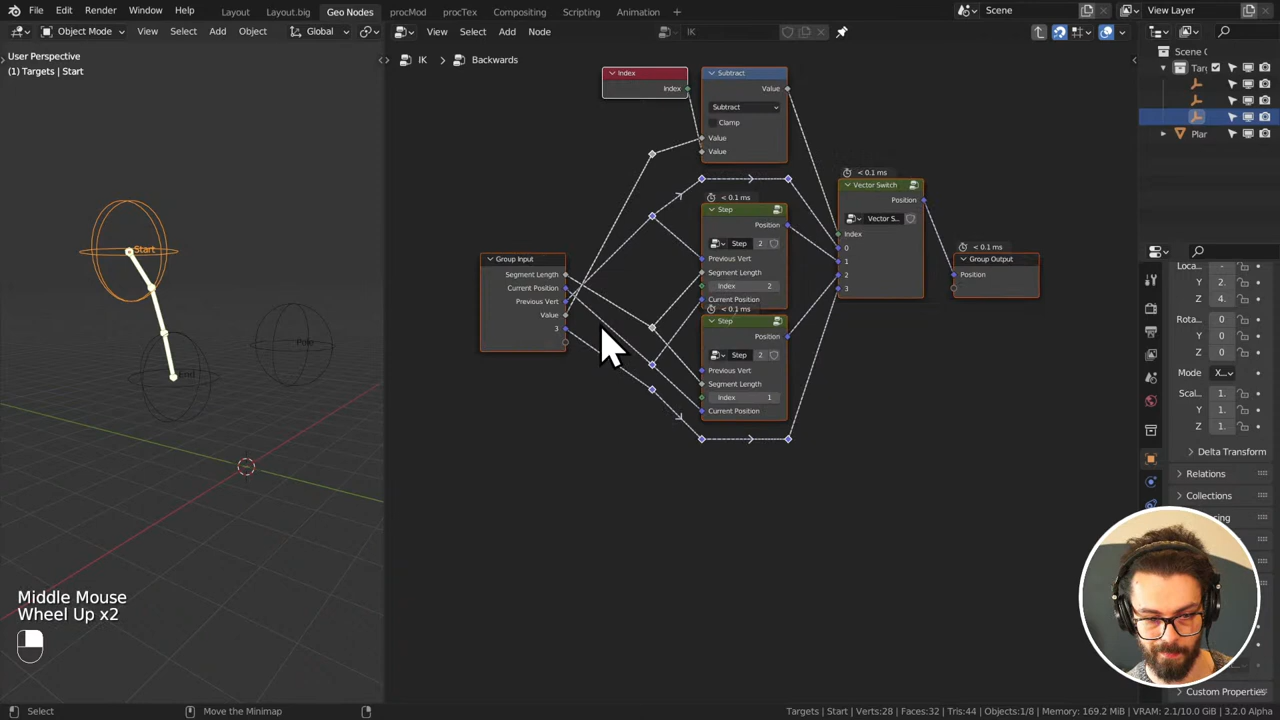 File Edit Render Window Help Layout Layout.big Geo Nodes procMod procTex Compositing Scripting Animation + Scene View Layer
Object Mode View Select Add Object Global View Select Add Node IK
User Perspective
(1) Targets | Start
IK > Backwards
Scene
Plan
Start
End
Pole
Index
Index
Subtract
Value
Subtract
Clamp
Value
Value
Group Input
Segment Length
Current Position
Previous Vert
Value
3
< 0.1 ms
Step
Position
Step 2
Previous Vert
Segment Length
Index 2
Current Position
< 0.1 ms
Step
Position
Step 2
Previous Vert
Segment Length
Index 1
Current Position
< 0.1 ms
Vector Switch
Position
Vector S...
Index
0
1
2
3
< 0.1 ms
Group Output
Position
Loca...
Y 2.
Z 4.
Rota...
0
Y 0
Z 0
Mode X...
Scal... 1.
Y 1.
Z 1.
Delta Transform
Relations
Collections
Custom Properties
Middle Mouse
Wheel Up x2
Select Move the Minimap Targets | Start | Verts:28 | Faces:32 | Tris:44 | Objects:1/8 | Memory: 169.2 MiB | VRAM: 2.1/10.0 GiB | 3.2.0 Alpha